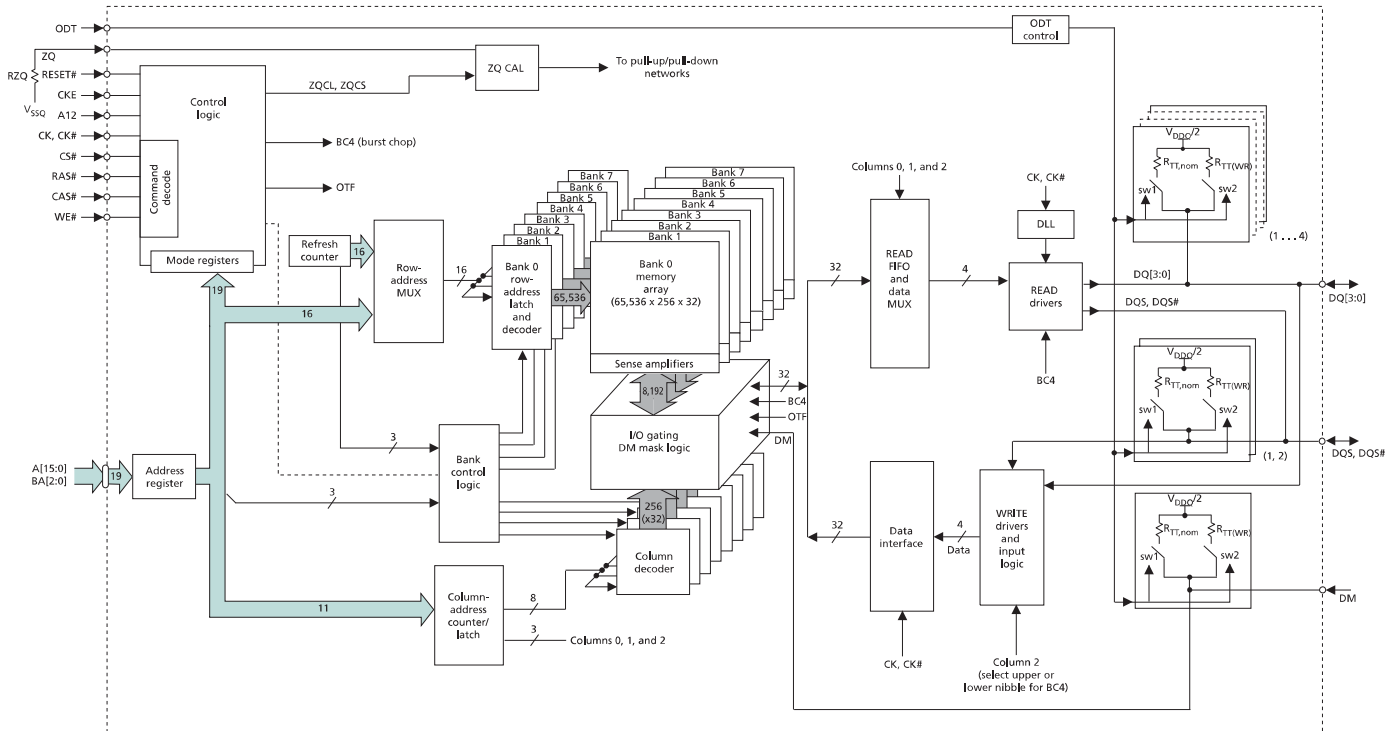 ODT
ODT
control
ZQ
RZQ
RESET#
ZQ CAL
To pull-up/pull-down
networks
ZQCL, ZQCS
CKE
VSSQ
Control
logic
A12
CK, CK#
BC4 (burst chop)
CS#
RAS#
Command
decode
OTF
CAS#
WE#
Mode registers
VDDQ/2
RTT,nom
RTT(WR)
sw1
sw2
(1 . . . 4)
Columns 0, 1, and 2
CK, CK#
DLL
Bank 7
Bank 6
Bank 5
Bank 4
Bank 3
Bank 2
Bank 1
Bank 7
Bank 6
Bank 5
Bank 4
Bank 3
Bank 2
Bank 1
Refresh
counter
16
Row-
address
MUX
16
Bank 0
row-
address
latch
and
decoder
65,536
Bank 0
memory
array
(65,536 x 256 x 32)
Sense amplifiers
32
READ
FIFO
and
data
MUX
4
READ
drivers
DQ[3:0]
DQ[3:0]
DQS, DQS#
BC4
19
16
8,192
32
BC4
OTF
DM
I/O gating
DM mask logic
VDDQ/2
RTT,nom
RTT(WR)
sw1
sw2
(1, 2)
DQS, DQS#
3
Bank
control
logic
A[15:0]
BA[2:0]
19
Address
register
3
256
(x32)
Column
decoder
32
Data
interface
4
Data
WRITE
drivers
and
input
logic
VDDQ/2
RTT,nom
RTT(WR)
sw1
sw2
DM
11
Column-
address
counter/
latch
8
3
Columns 0, 1, and 2
CK, CK#
Column 2
(select upper or
lower nibble for BC4)